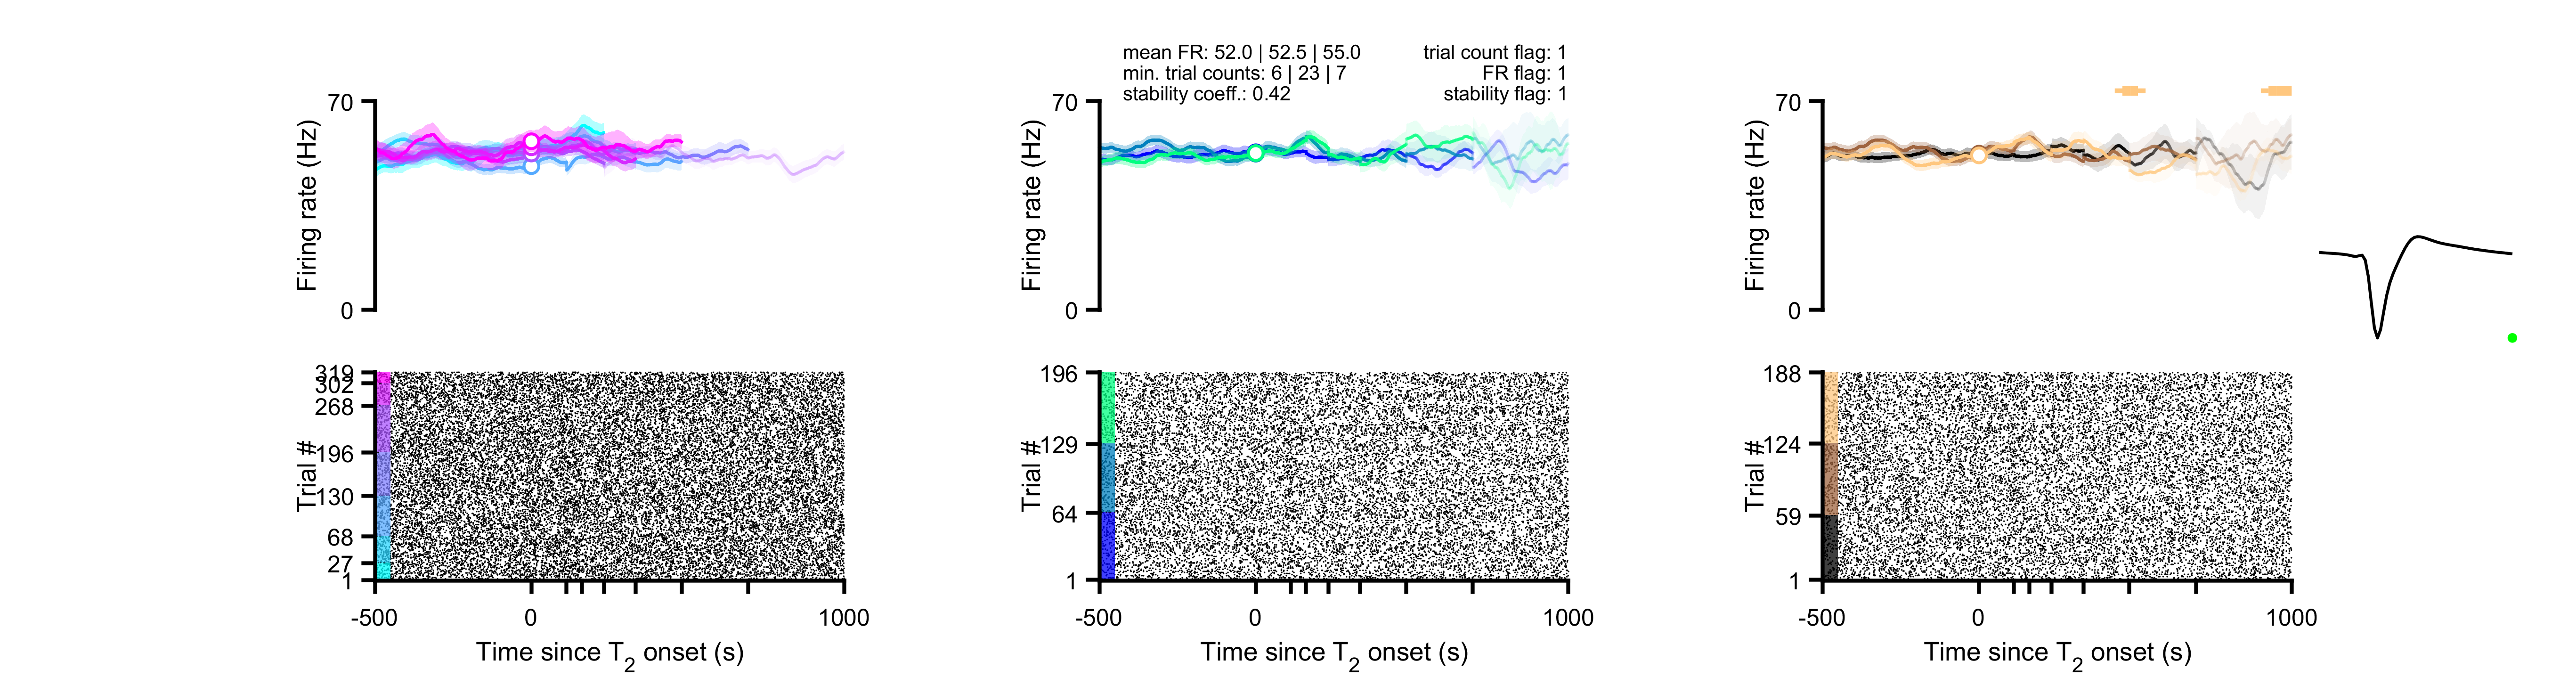 mean FR: 52.0 | 52.5 | 55.0
min. trial counts: 6 | 23 | 7
stability coeff.: 0.42
trial count flag: 1
FR flag: 1
stability flag: 1
70
Firing rate (Hz)
0
70
Firing rate (Hz)
0
70
Firing rate (Hz)
0
319
302
268
196
130
68
27
1
Trial #
-500
0
1000
Time since T2 onset (s)
196
129
64
1
Trial #
-500
0
1000
Time since T2 onset (s)
188
124
59
1
Trial #
-500
0
1000
Time since T2 onset (s)